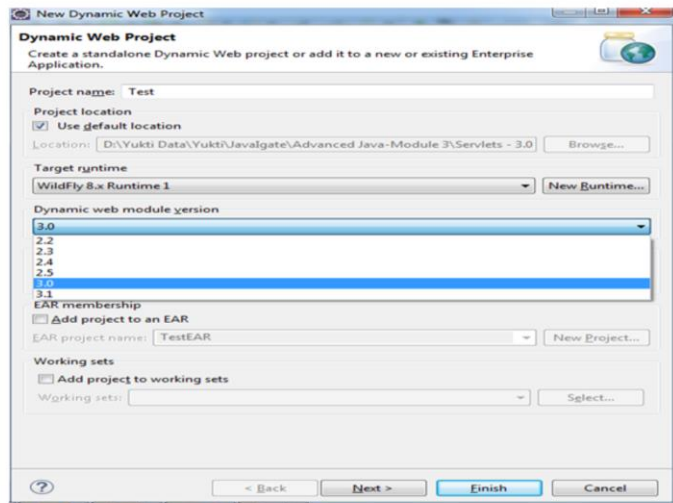 New Dynamic Web Project
Dynamic Web Project
Create a standalone Dynamic Web project or add it to a new or existing Enterprise
Application.
Project name: Test
Project location
Use default location
Location: D:\Yukti Data\Yukti\Javalgate\Advanced Java-Module 3\Servlets - 3.0 Browse...
Target runtime
WildFly 8.x Runtime 1 New Runtime...
Dynamic web module version
3.0
2.2
2.3
2.4
2.5
3.0
3.1
EAR membership
Add project to an EAR
EAR project name: TestEAR New Project...
Working sets
Add project to working sets
Working sets: Select...
? < Back Next > Finish Cancel